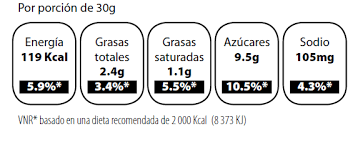 Por porción de 30g
Energía Grasas Grasas Azúcares Sodio
119 Kcal totales saturadas 9.5g 105mg
2.4g 1.1g
5.9%* 3.4%* 5.5%* 10.5%* 4.3%*
VNR* basado en una dieta recomendada de 2 000 Kcal (8 373 KJ)